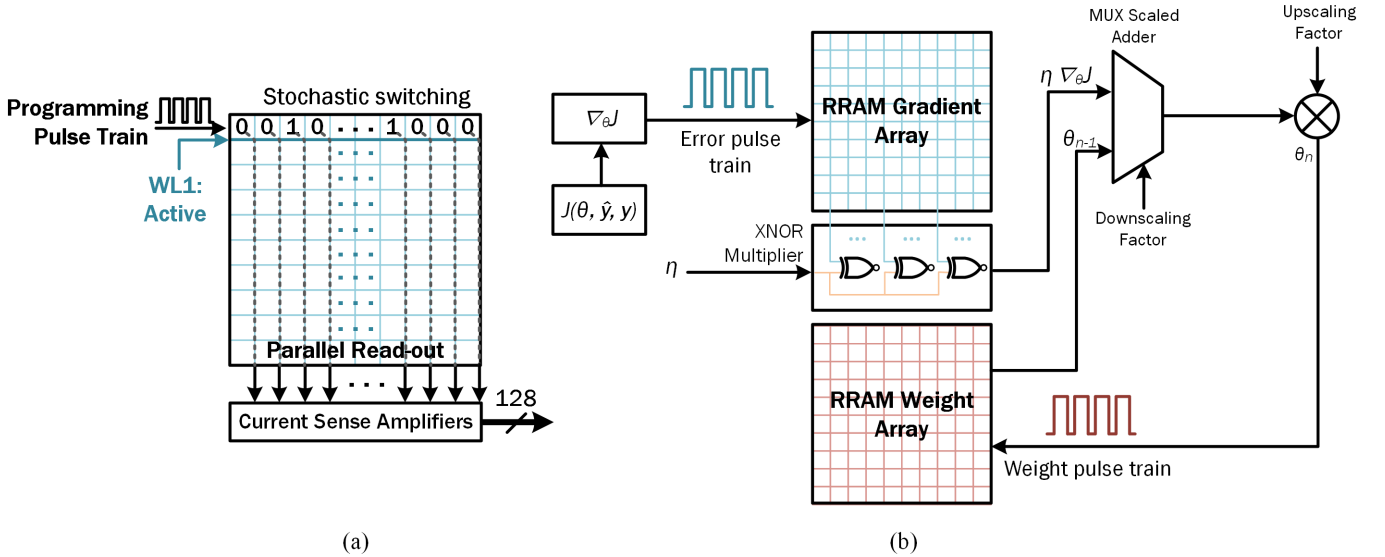 Programming
Pulse Train
Stochastic switching
0 0 1 0 ··· 1 0 0 0
WL1:
Active
Parallel Read-out
Current Sense Amplifiers
128
(a)
∇θJ
J(θ, ŷ, y)
Error pulse
train
RRAM Gradient
Array
XNOR
Multiplier
η
RRAM Weight
Array
MUX Scaled
Adder
η ∇θJ
θn-1
Downscaling
Factor
Upscaling
Factor
θn
Weight pulse train
(b)